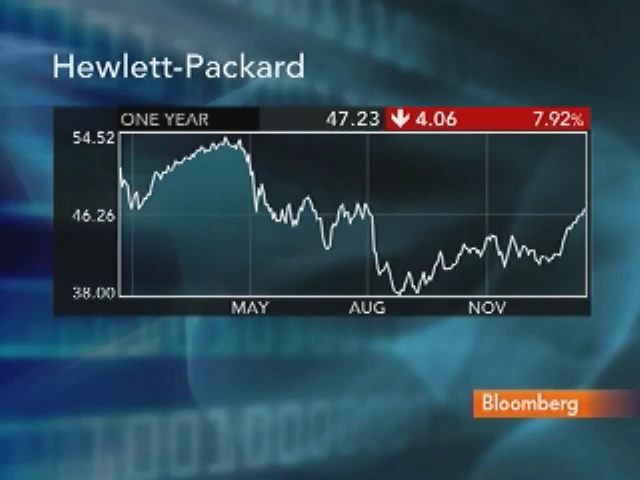 Hewlett-Packard
ONE YEAR 47.23 4.06 7.92%
54.52
46.26
38.00
MAY AUG NOV
Bloomberg